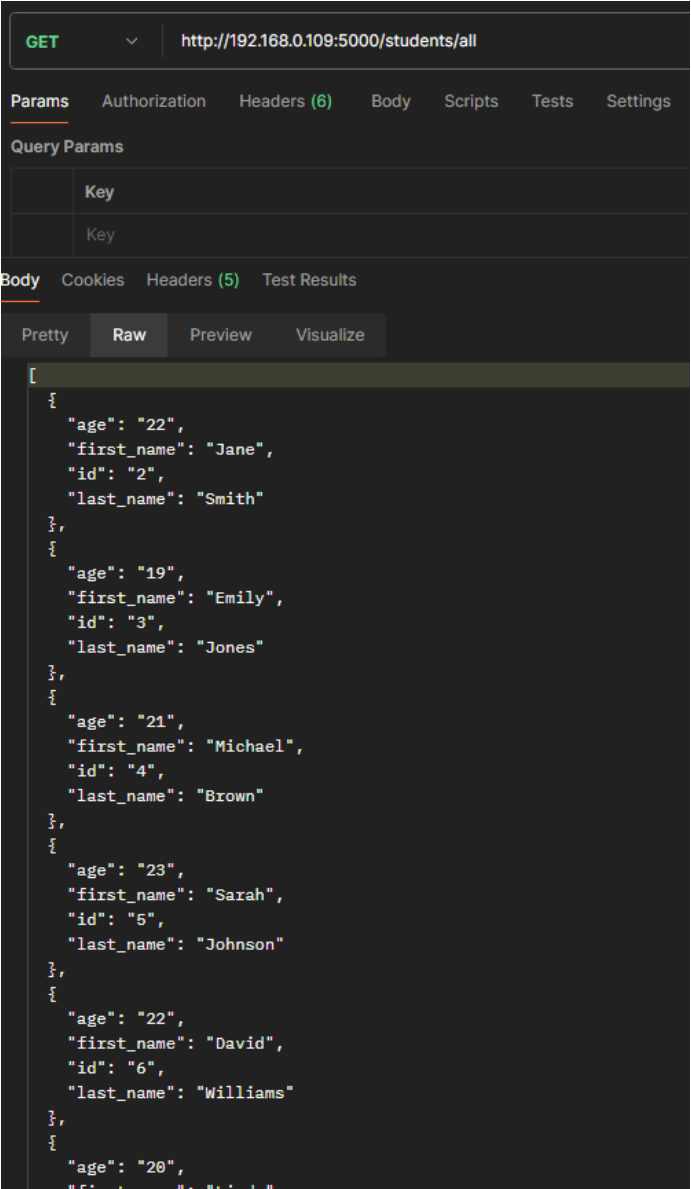 GET http://192.168.0.109:5000/students/all
Params Authorization Headers (6) Body Scripts Tests Settings
Query Params
Key
Key
Body Cookies Headers (5) Test Results
Pretty Raw Preview Visualize
[
{
"age": "22",
"first_name": "Jane",
"id": "2",
"last_name": "Smith"
},
{
"age": "19",
"first_name": "Emily",
"id": "3",
"last_name": "Jones"
},
{
"age": "21",
"first_name": "Michael",
"id": "4",
"last_name": "Brown"
},
{
"age": "23",
"first_name": "Sarah",
"id": "5",
"last_name": "Johnson"
},
{
"age": "22",
"first_name": "David",
"id": "6",
"last_name": "Williams"
},
{
"age": "20",